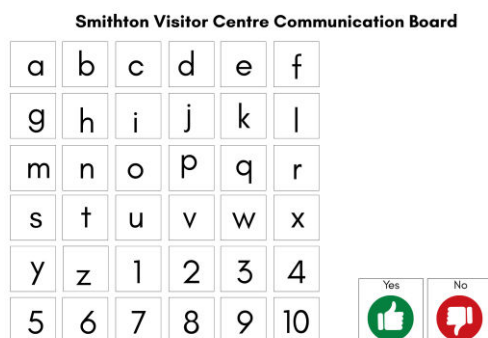 Smithton Visitor Centre Communication Board
a b c d e f
g h i j k l
m n o p q r
s t u v w x
y z 1 2 3 4
Yes No
5 6 7 8 9 10